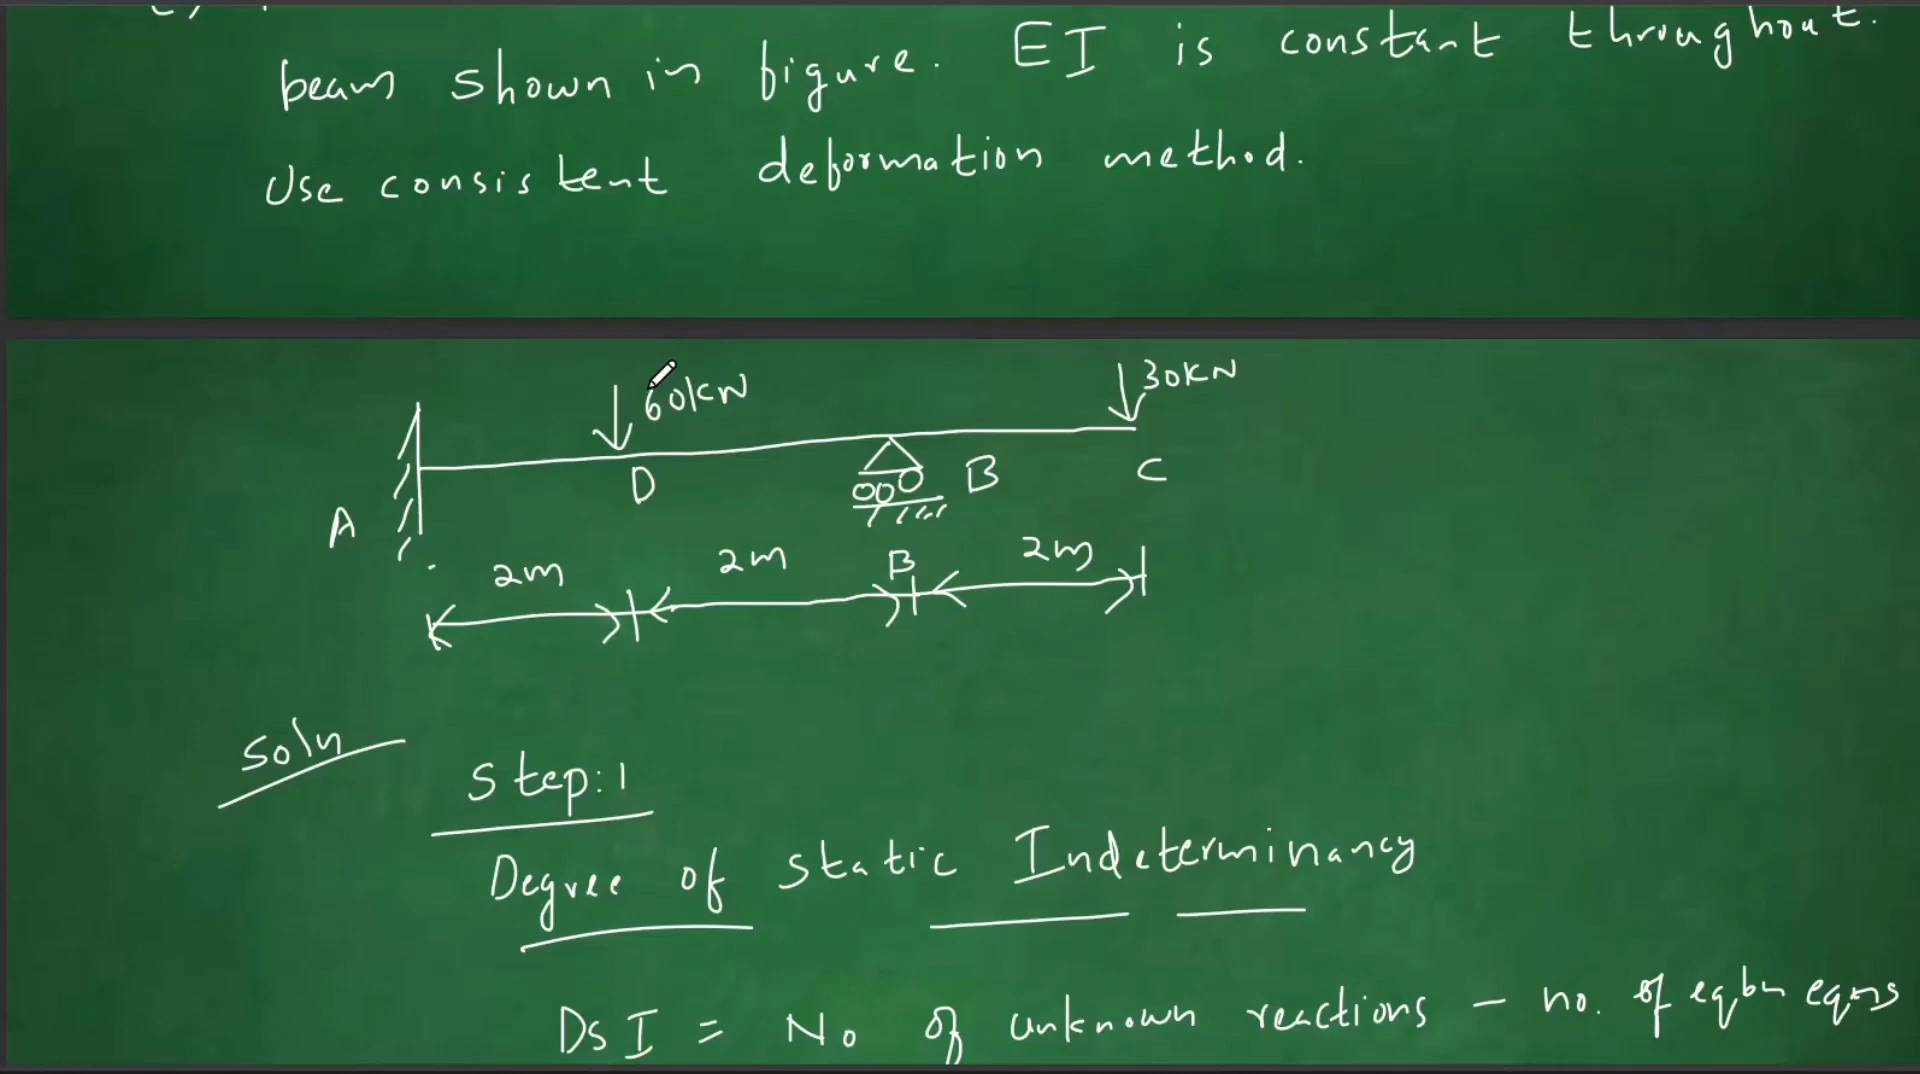 beam shown in figure. EI is constant throughout.
Use consistent deformation method.
60KN
30KN
A
D
B
C
2m
2m
B
2m
Soln
Step:1
Degree of static Indeterminancy
DsI = No of unknown reactions - no. of eqbn eqns